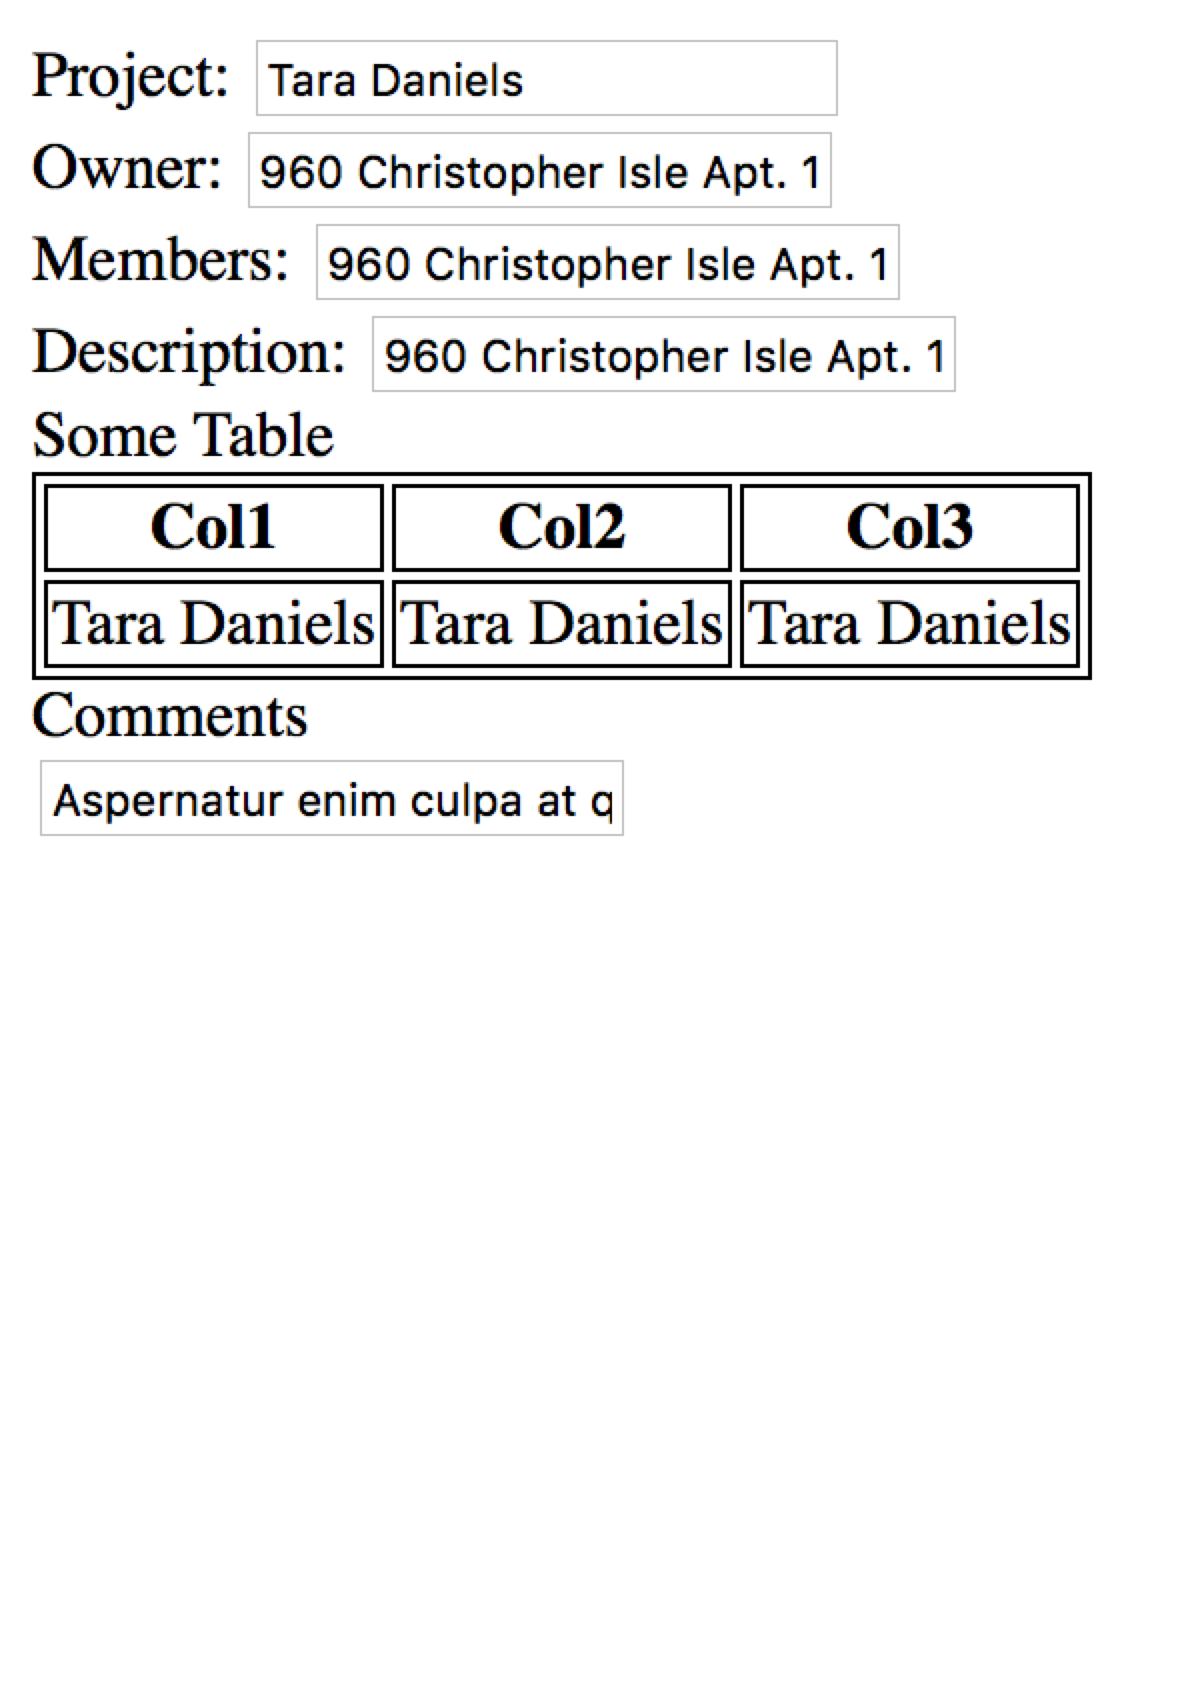 Project: Tara Daniels
Owner: 960 Christopher Isle Apt. 1
Members: 960 Christopher Isle Apt. 1
Description: 960 Christopher Isle Apt. 1
Some Table
Col1 Col2 Col3
Tara Daniels Tara Daniels Tara Daniels
Comments
Aspernatur enim culpa at q